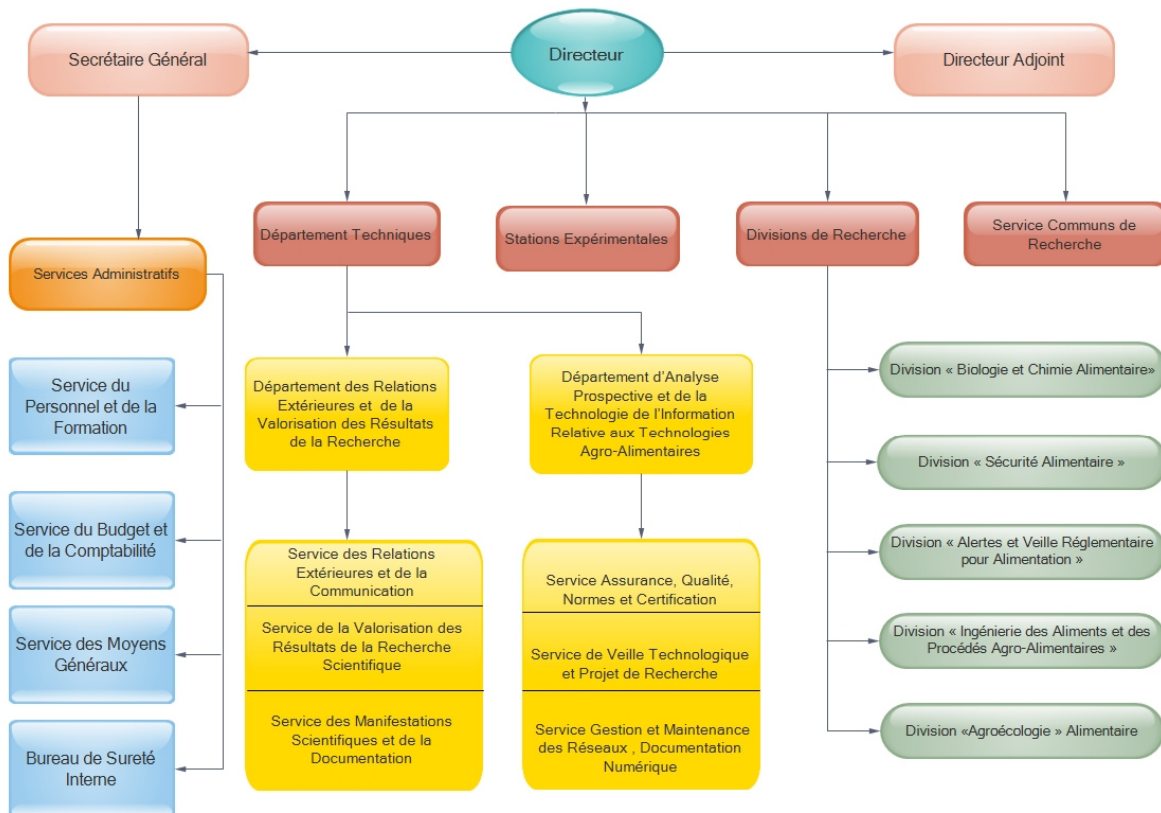 Secrétaire Général
Directeur
Directeur Adjoint
Département Techniques
Stations Expérimentales
Divisions de Recherche
Service Communs de
Recherche
Services Administratifs
Service du
Personnel et de la
Formation
Service du Budget et
de la Comptabilité
Service des Moyens
Généraux
Bureau de Sureté
Interne
Département des Relations
Extérieures et de la
Valorisation des Résultats
de la Recherche
Service des Relations
Extérieures et de la
Communication
Service de la Valorisation des
Résultats de la Recherche
Scientifique
Service des Manifestations
Scientifiques et de la
Documentation
Département d'Analyse
Prospective et de la
Technologie de l'Information
Relative aux Technologies
Agro-Alimentaires
Service Assurance, Qualité,
Normes et Certification
Service de Veille Technologique
et Projet de Recherche
Service Gestion et Maintenance
des Réseaux , Documentation
Numérique
Division « Biologie et Chimie Alimentaire»
Division « Sécurité Alimentaire »
Division « Alertes et Veille Réglementaire
pour Alimentation »
Division « Ingénierie des Aliments et des
Procédés Agro-Alimentaires »
Division «Agroécologie » Alimentaire